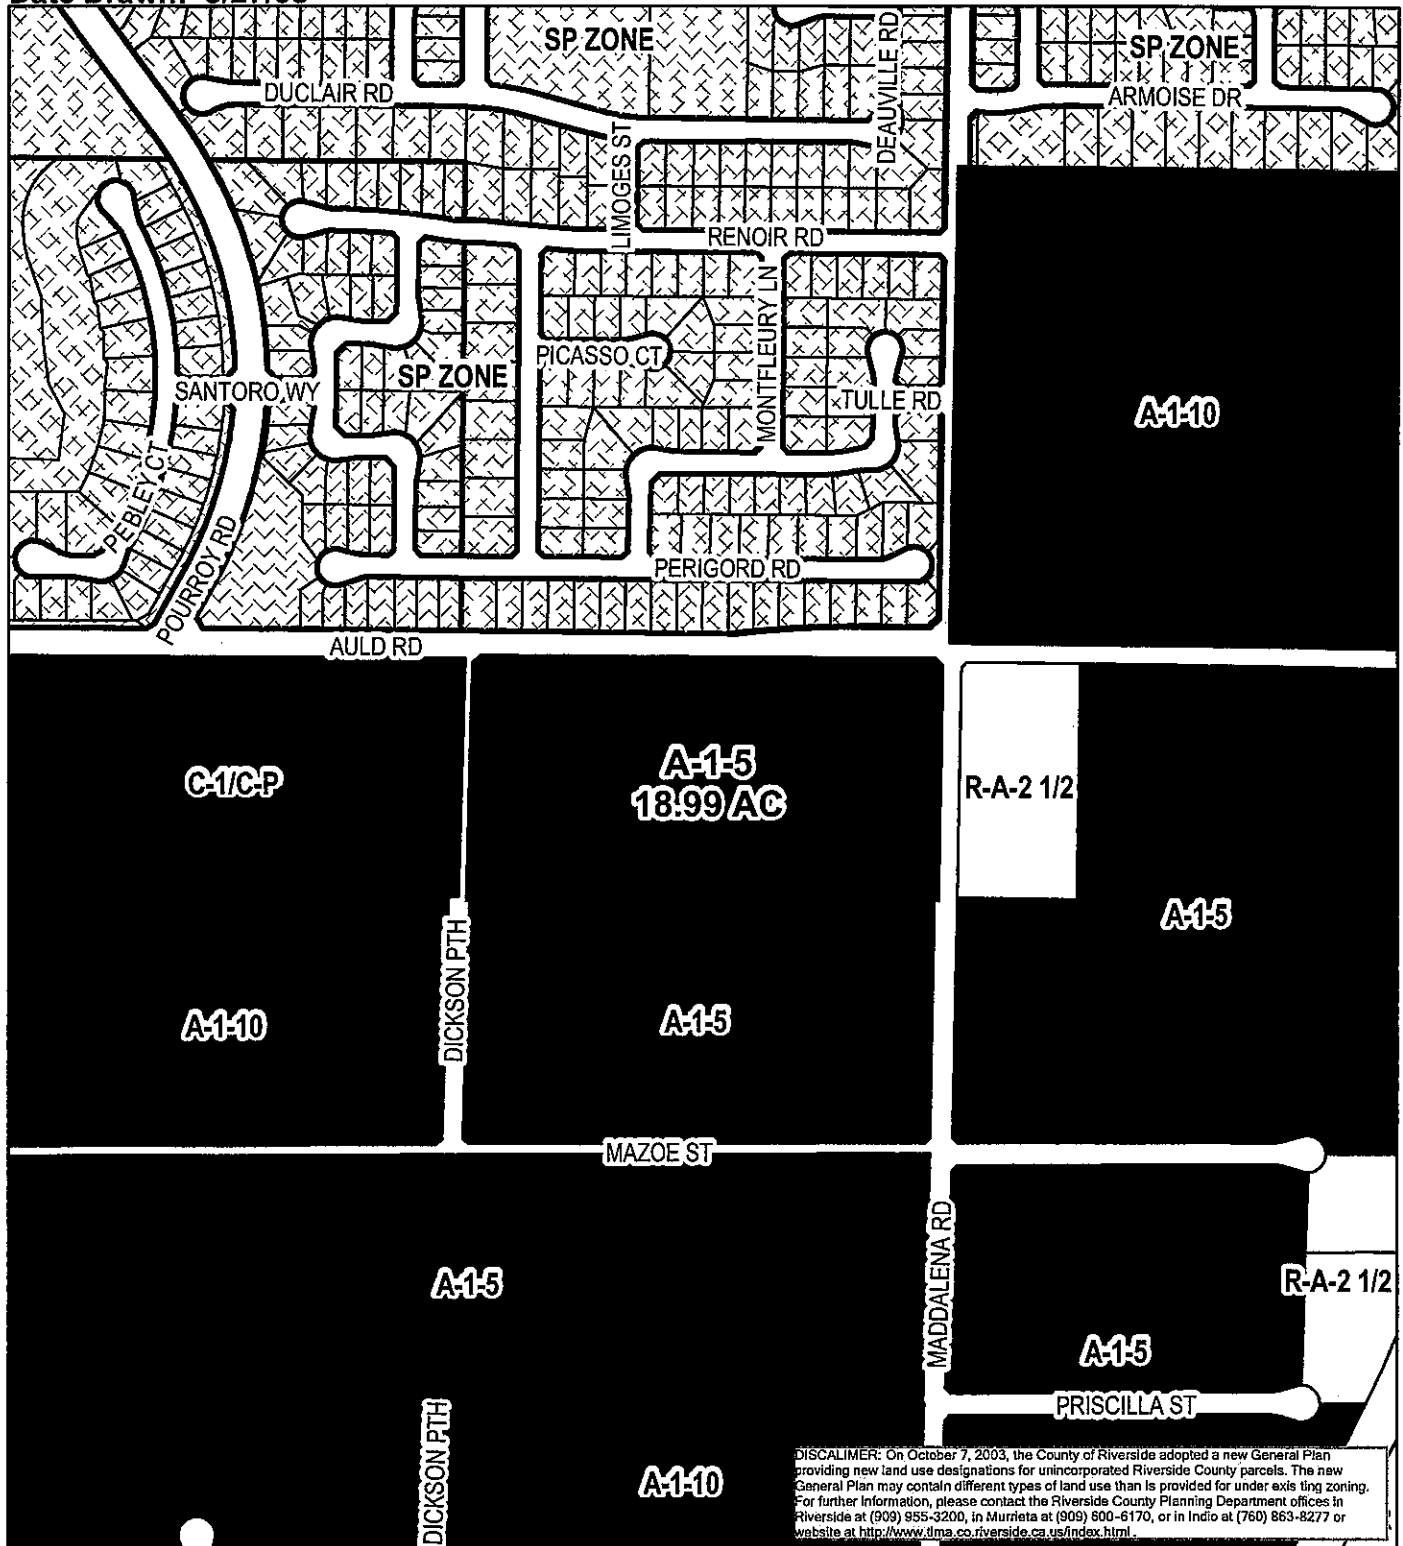 SP ZONE
DEAUVILLE RD
SP ZONE
DUCLAIR RD
ARMOISE DR
LIMOGES ST
RENOIR RD
MONTFLEURY LN
PICASSO CT
SP ZONE
SANTORO WY
TULLE RD
A-1-10
PEBLEY CT
POURROY RD
PERIGORD RD
AULD RD
C-1/C-P
A-1-5
18.99 AC
R-A-2 1/2
A-1-5
DICKSON PTH
A-1-10
A-1-5
MAZOE ST
MADDALENA RD
A-1-5
R-A-2 1/2
A-1-5
PRISCILLA ST
DICKSON PTH
A-1-10
DISCALIMER: On October 7, 2003, the County of Riverside adopted a new General Plan
providing new land use designations for unincorporated Riverside County parcels. The new
General Plan may contain different types of land use than is provided for under exis ting zoning.
For further information, please contact the Riverside County Planning Department offices in
Riverside at (909) 955-3200, in Murrieta at (909) 600-6170, or in Indio at (760) 863-8277 or
website at http://www.tlma.co.riverside.ca.us/index.html .